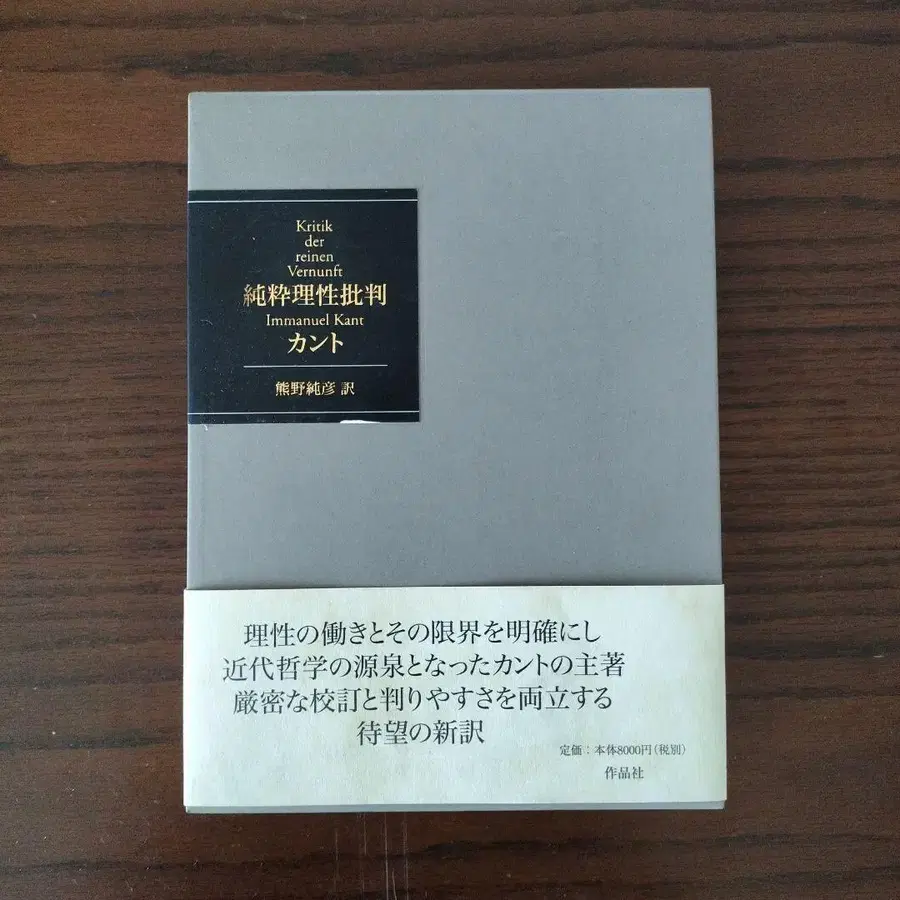 Kritik
der
reinen
Vernunft
純粋理性批判
Immanuel Kant
カント
熊野純彦 訳
理性の働きとその限界を明確にし
近代哲学の源泉となったカントの主著
厳密な校訂と判りやすさを両立する
待望の新訳
定価:本体8000円(税別)
作品社